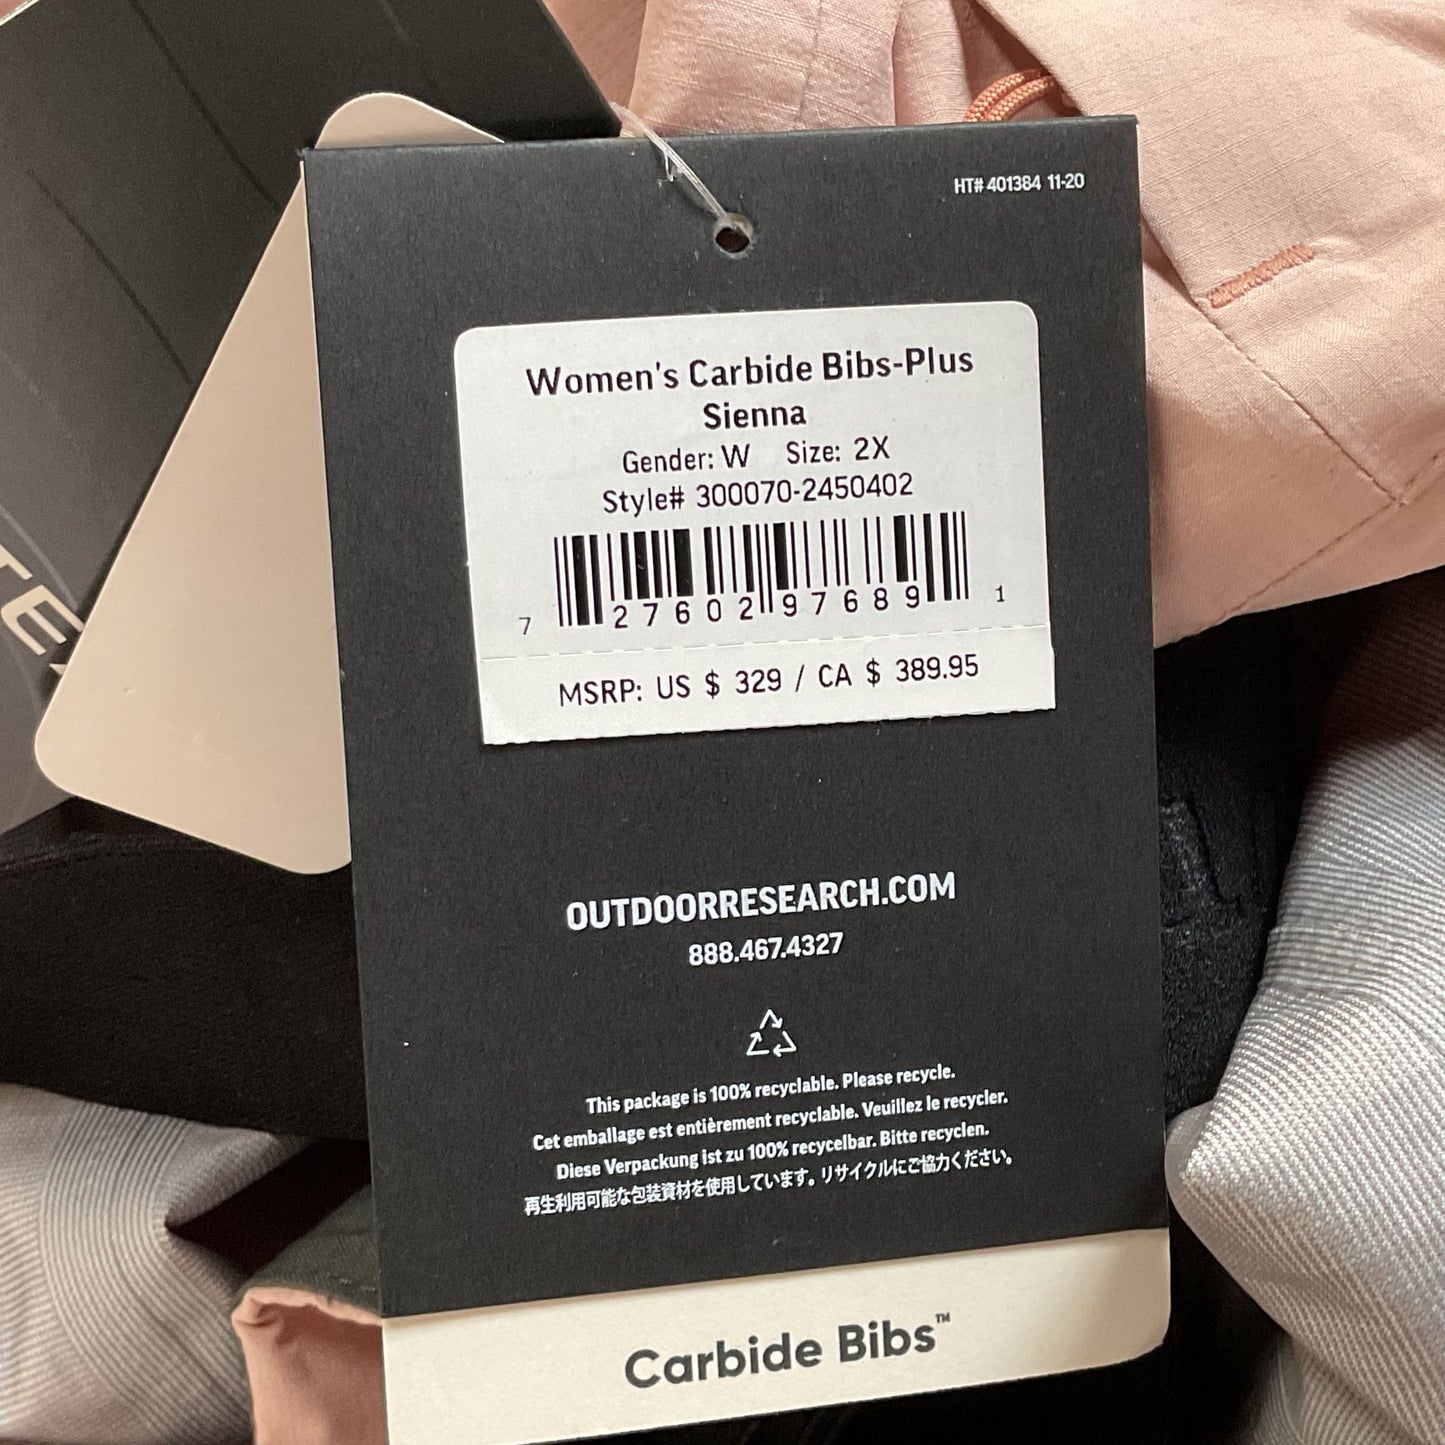 HT# 401384 11-20
Women's Carbide Bibs-Plus
Sienna
Gender: W Size: 2X
Style# 300070-2450402
7 27602 97689 1
MSRP: US $ 329 / CA $ 389.95
OUTDOORRESEARCH.COM
888.467.4327
This package is 100% recyclable. Please recycle.
Cet emballage est entièrement recyclable. Veuillez le recycler.
Diese Verpackung ist zu 100% recycelbar. Bitte recyclen.
再生利用可能な包装資材を使用しています。リサイクルにご協力ください。
Carbide Bibs™